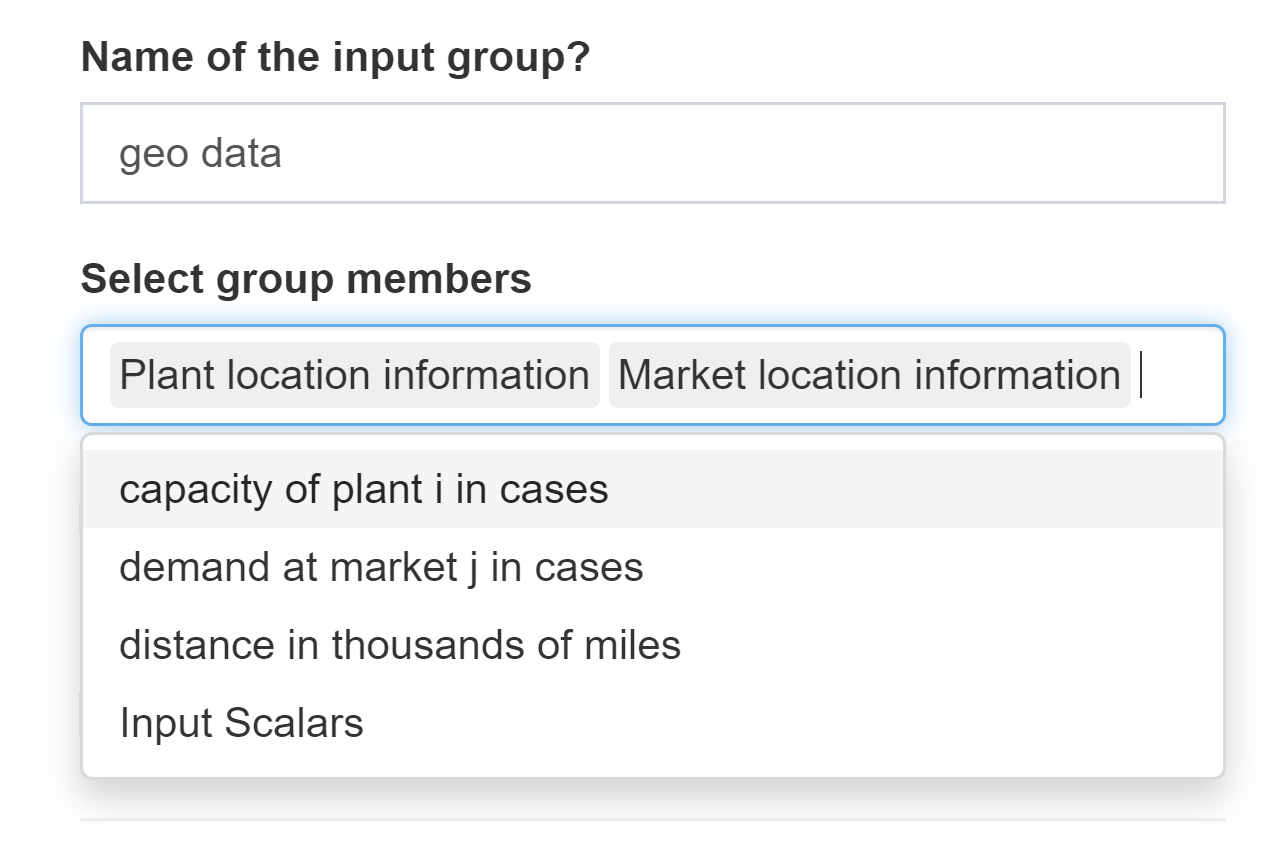 Name of the input group?
geo data
Select group members
Plant location information Market location information
capacity of plant i in cases
demand at market j in cases
distance in thousands of miles
Input Scalars